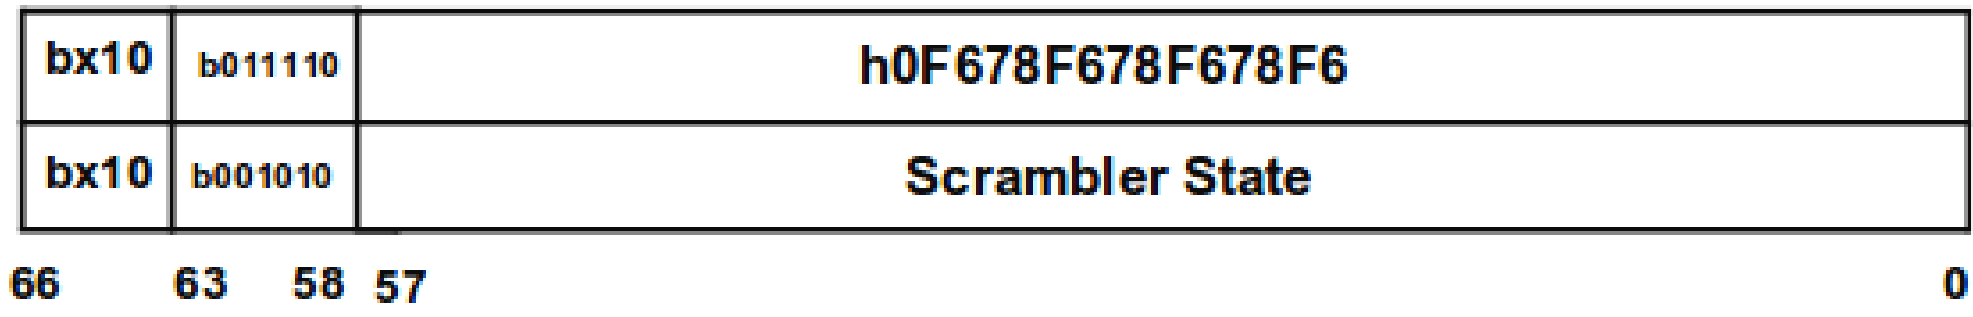 bx10 b011110 h0F678F678F678F6
bx10 b001010 Scrambler State
66 63 58 57 0